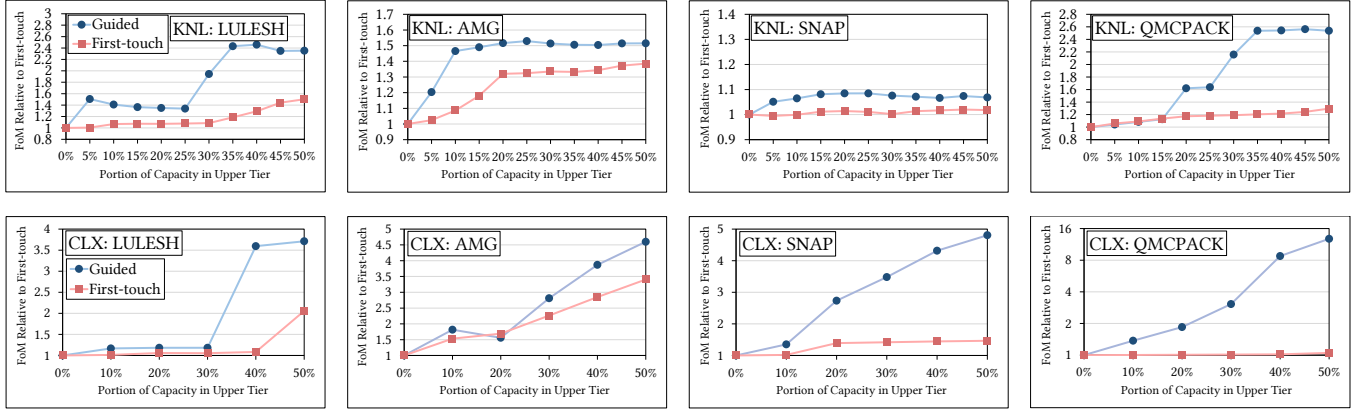 KNL: LULESH
Guided
First-touch
FoM Relative to First-touch
3
2.8
2.6
2.4
2.2
2
1.8
1.6
1.4
1.2
1
0.8
0% 5% 10% 15% 20% 25% 30% 35% 40% 45% 50%
Portion of Capacity in Upper Tier
KNL: AMG
FoM Relative to First-touch
1.7
1.6
1.5
1.4
1.3
1.2
1.1
1
0.9
0% 5% 10% 15% 20% 25% 30% 35% 40% 45% 50%
Portion of Capacity in Upper Tier
KNL: SNAP
FoM Relative to First-touch
1.4
1.3
1.2
1.1
1
0.9
0% 5% 10% 15% 20% 25% 30% 35% 40% 45% 50%
Portion of Capacity in Upper Tier
KNL: QMCPACK
FoM Relative to First-touch
2.8
2.6
2.4
2.2
2
1.8
1.6
1.4
1.2
1
0.8
0% 5% 10% 15% 20% 25% 30% 35% 40% 45% 50%
Portion of Capacity in Upper Tier
CLX: LULESH
Guided
First-touch
FoM Relative to First-touch
4
3.5
3
2.5
2
1.5
1
0% 10% 20% 30% 40% 50%
Portion of Capacity in Upper Tier
CLX: AMG
FoM Relative to First-touch
5
4.5
4
3.5
3
2.5
2
1.5
1
0% 10% 20% 30% 40% 50%
Portion of Capacity in Upper Tier
CLX: SNAP
FoM Relative to First-touch
5
4
3
2
1
0% 10% 20% 30% 40% 50%
Portion of Capacity in Upper Tier
CLX: QMCPACK
FoM Relative to First-touch
16
8
4
2
1
0% 10% 20% 30% 40% 50%
Portion of Capacity in Upper Tier